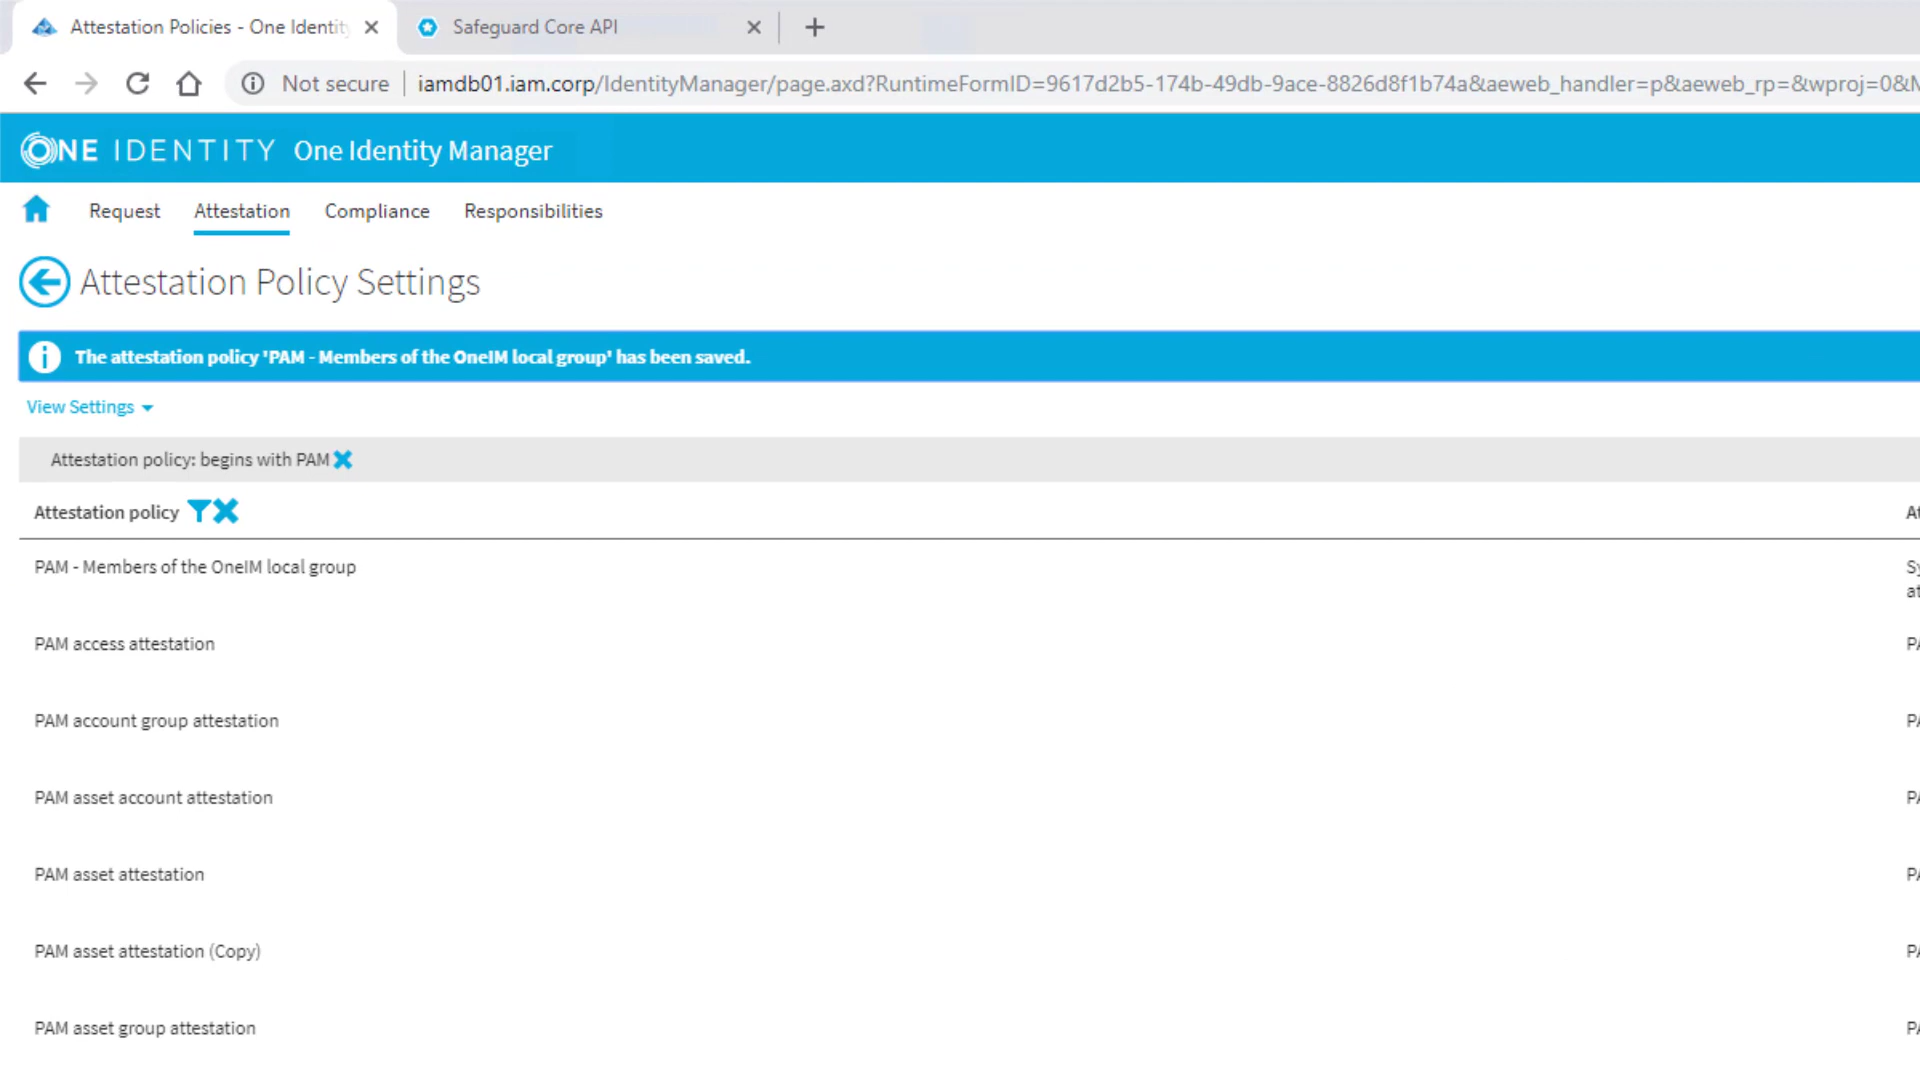 Attestation Policies - One Identity
Safeguard Core API
Not secure
iamdb01.iam.corp/IdentityManager/page.axd?RuntimeFormID=9617d2b5-174b-49db-9ace-8826d8f1b74a&aeweb_handler=p&aeweb_rp=&wproj=0&
ONE IDENTITY One Identity Manager
Request Attestation Compliance Responsibilities
Attestation Policy Settings
The attestation policy 'PAM - Members of the OneIM local group' has been saved.
View Settings
Attestation policy: begins with PAM
Attestation policy
PAM - Members of the OneIM local group
PAM access attestation
PAM account group attestation
PAM asset account attestation
PAM asset attestation
PAM asset attestation (Copy)
PAM asset group attestation